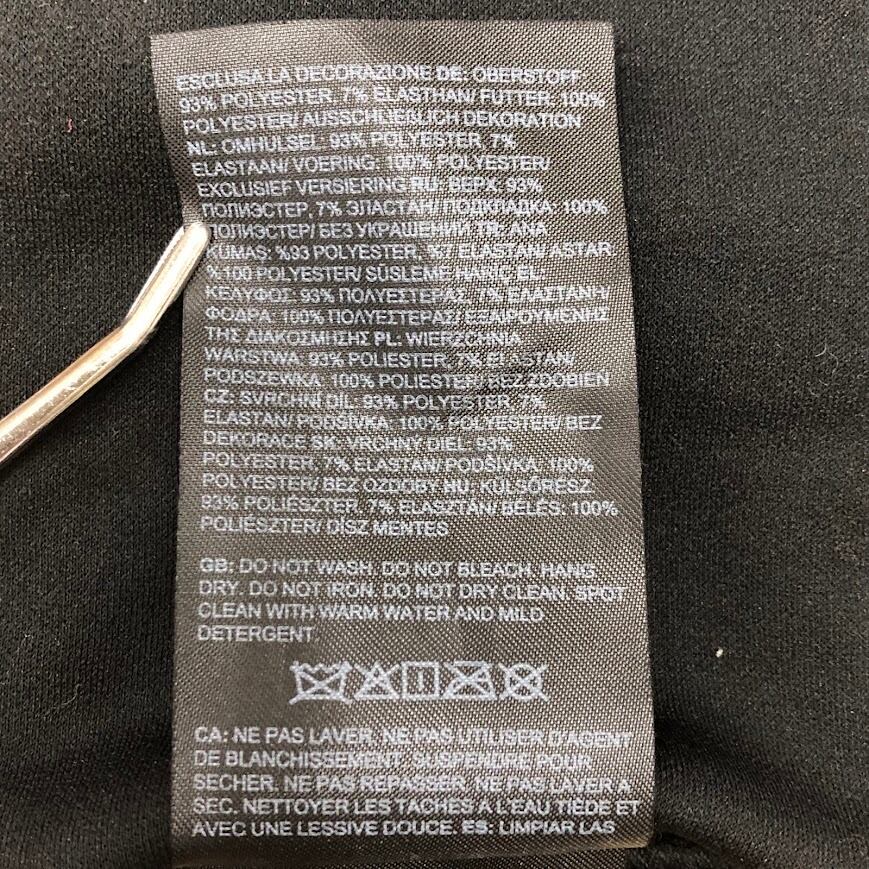 ESCLUSA LA DECORAZIONE DE: OBERSTOFF
93% POLYESTER, 7% ELASTHAN/ FUTTER: 100%
POLYESTER/ AUSSCHLIEßLICH DEKORATION
NL: OMHULSEL: 93% POLYESTER, 7%
ELASTAAN/ VOERING: 100% POLYESTER/
EXCLUSIEF VERSIERING RU: ВЕРХ: 93%
ПОЛИЭСТЕР, 7% ЭЛАСТАН/ ПОДКЛАДКА: 100%
ПОЛИЭСТЕР/ БЕЗ УКРАШЕНИЙ TR: ANA
KUMAŞ: %93 POLYESTER, %7 ELASTAN/ ASTAR:
%100 POLYESTER/ SÜSLEME HARİÇ EL:
ΚΕΛΥΦΟΣ: 93% ΠΟΛΥΕΣΤΕΡΑΣ, 7% ΕΛΑΣΤΑΝΗ/
ΦΟΔΡΑ: 100% ΠΟΛΥΕΣΤΕΡΑΣ/ ΕΞΑΙΡΟΥΜΕΝΗΣ
ΤΗΣ ΔΙΑΚΟΣΜΗΣΗΣ PL: WIERZCHNIA
WARSTWA: 93% POLIESTER, 7% ELASTAN/
PODSZEWKA: 100% POLIESTER/ BEZ ZDOBIEŃ
CZ: SVRCHNÍ DÍL: 93% POLYESTER, 7%
ELASTAN/ PODŠÍVKA: 100% POLYESTER/ BEZ
DEKORACE SK: VRCHNÝ DIEL: 93%
POLYESTER, 7% ELASTAN/ PODŠÍVKA: 100%
POLYESTER/ BEZ OZDOBY HU: KÜLSŐRÉSZ:
93% POLIÉSZTER, 7% ELASZTÁN/ BÉLÉS: 100%
POLIÉSZTER/ DÍSZ MENTES
GB: DO NOT WASH. DO NOT BLEACH. HANG
DRY. DO NOT IRON. DO NOT DRY CLEAN. SPOT
CLEAN WITH WARM WATER AND MILD
DETERGENT.
CA: NE PAS LAVER. NE PAS UTILISER D'AGENT
DE BLANCHISSEMENT. SUSPENDRE POUR
SECHER. NE PAS REPASSER. NE PAS LAVER A
SEC. NETTOYER LES TACHES A L'EAU TIEDE ET
AVEC UNE LESSIVE DOUCE. ES: LIMPIAR LAS